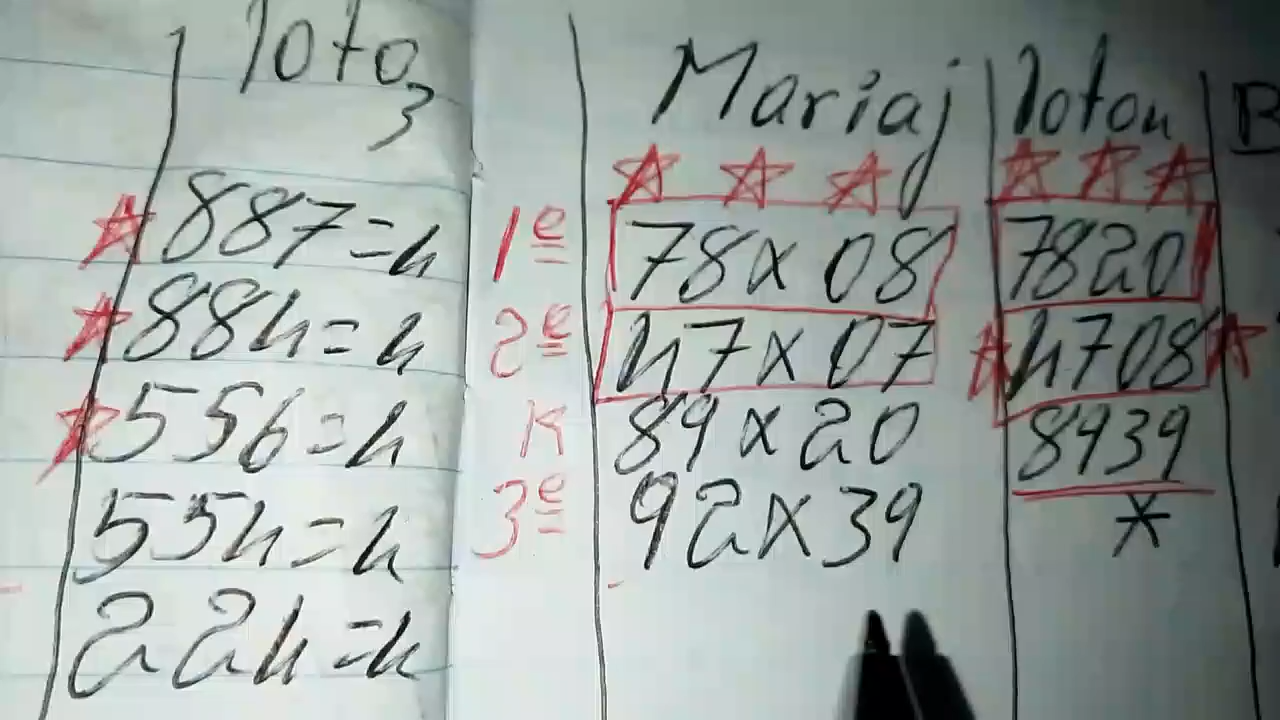 loto 3
887=4
884=4
556=4
554=4
224=4
Mariaj
1e 78x08
2e 47x07
K 89x20
3e 92x39
loto4
7820
4708
8939
*
B